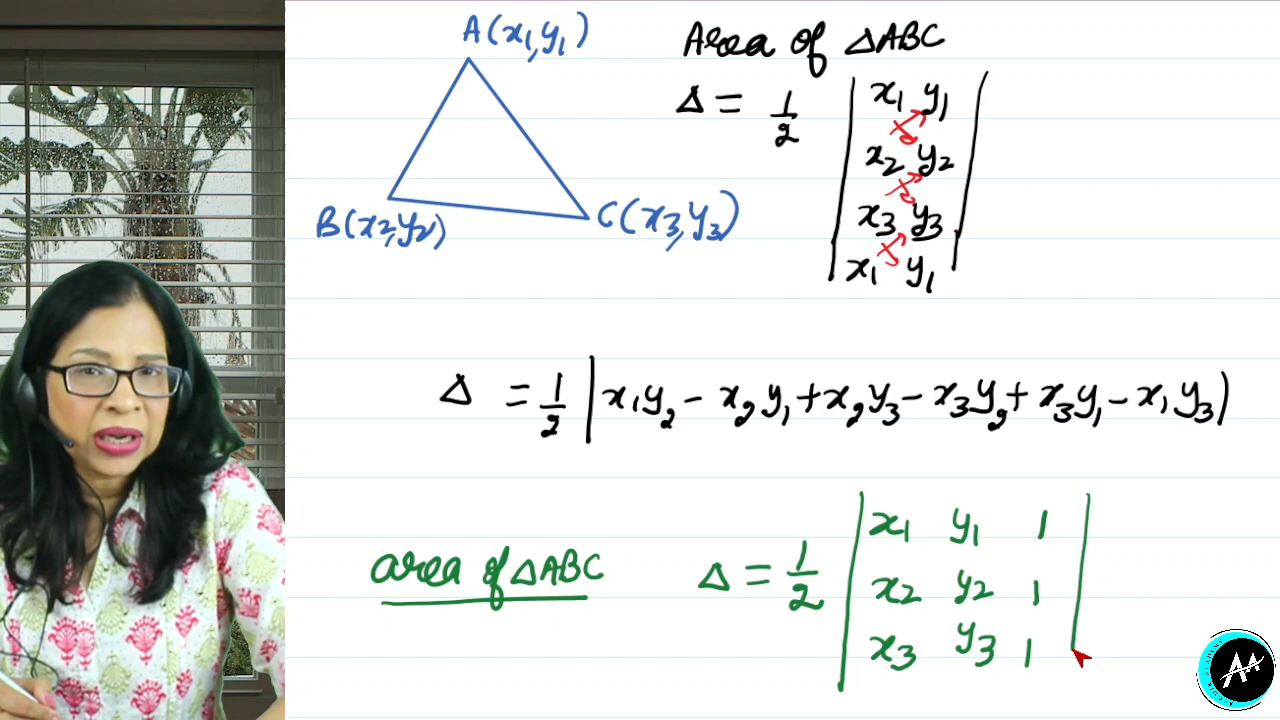 A(x₁,y₁)
B(x₂,y₂)
C(x₃,y₃)
Area of ΔABC
Δ = 1/2 | x₁ y₁
x₂ y₂
x₃ y₃
x₁ y₁ |
Δ = 1/2 | x₁y₂ - x₂y₁ + x₂y₃ - x₃y₂ + x₃y₁ - x₁y₃ |
area of ΔABC
Δ = 1/2 | x₁ y₁ 1
x₂ y₂ 1
x₃ y₃ 1 |
A+